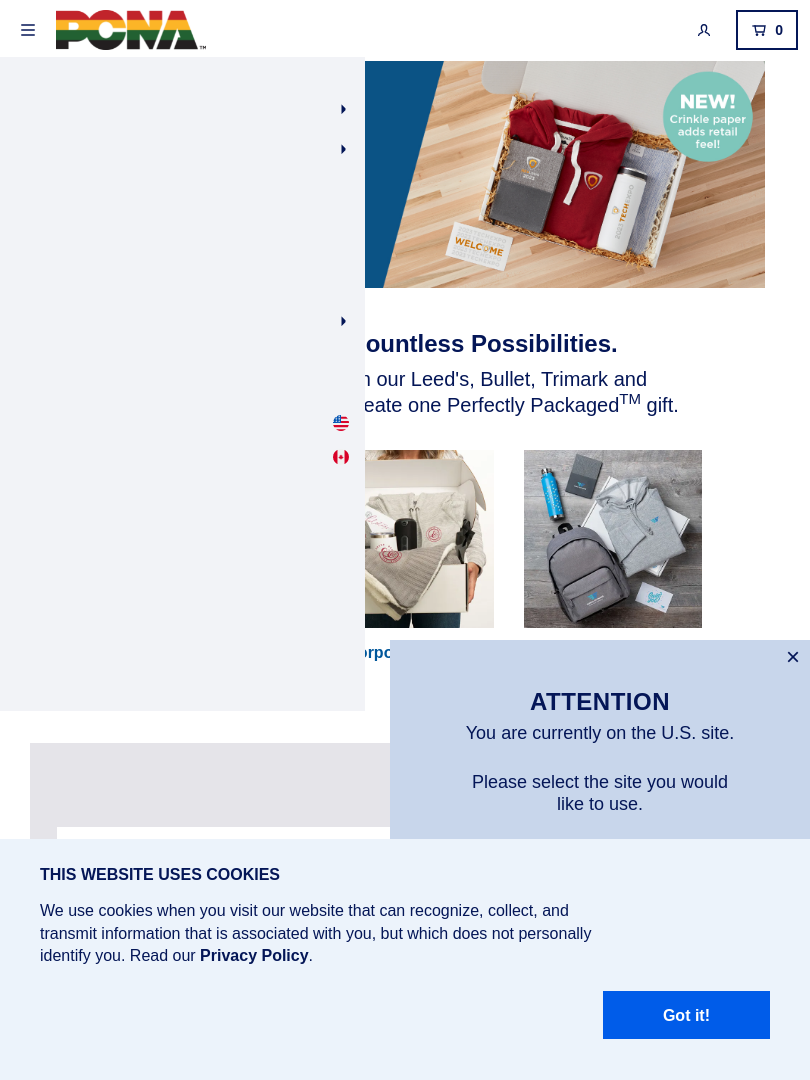 PCNA
TM
0
NEW!
Crinkle paper
adds retail
feel!
WELCOME
ountless Possibilities.
n our Leed's, Bullet, Trimark and
eate one Perfectly Packaged™ gift.
orpo
ATTENTION
You are currently on the U.S. site.
Please select the site you would
like to use.
THIS WEBSITE USES COOKIES
We use cookies when you visit our website that can recognize, collect, and
transmit information that is associated with you, but which does not personally
identify you. Read our Privacy Policy.
Got it!